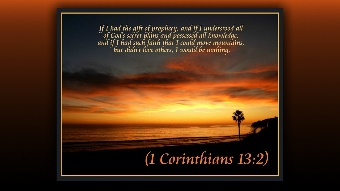 If I had the gift of prophecy, and if I understood all
of God's secret plans and possessed all knowledge,
and if I had such faith that I could move mountains,
but didn't love others, I would be nothing.
(1 Corinthians 13:2)